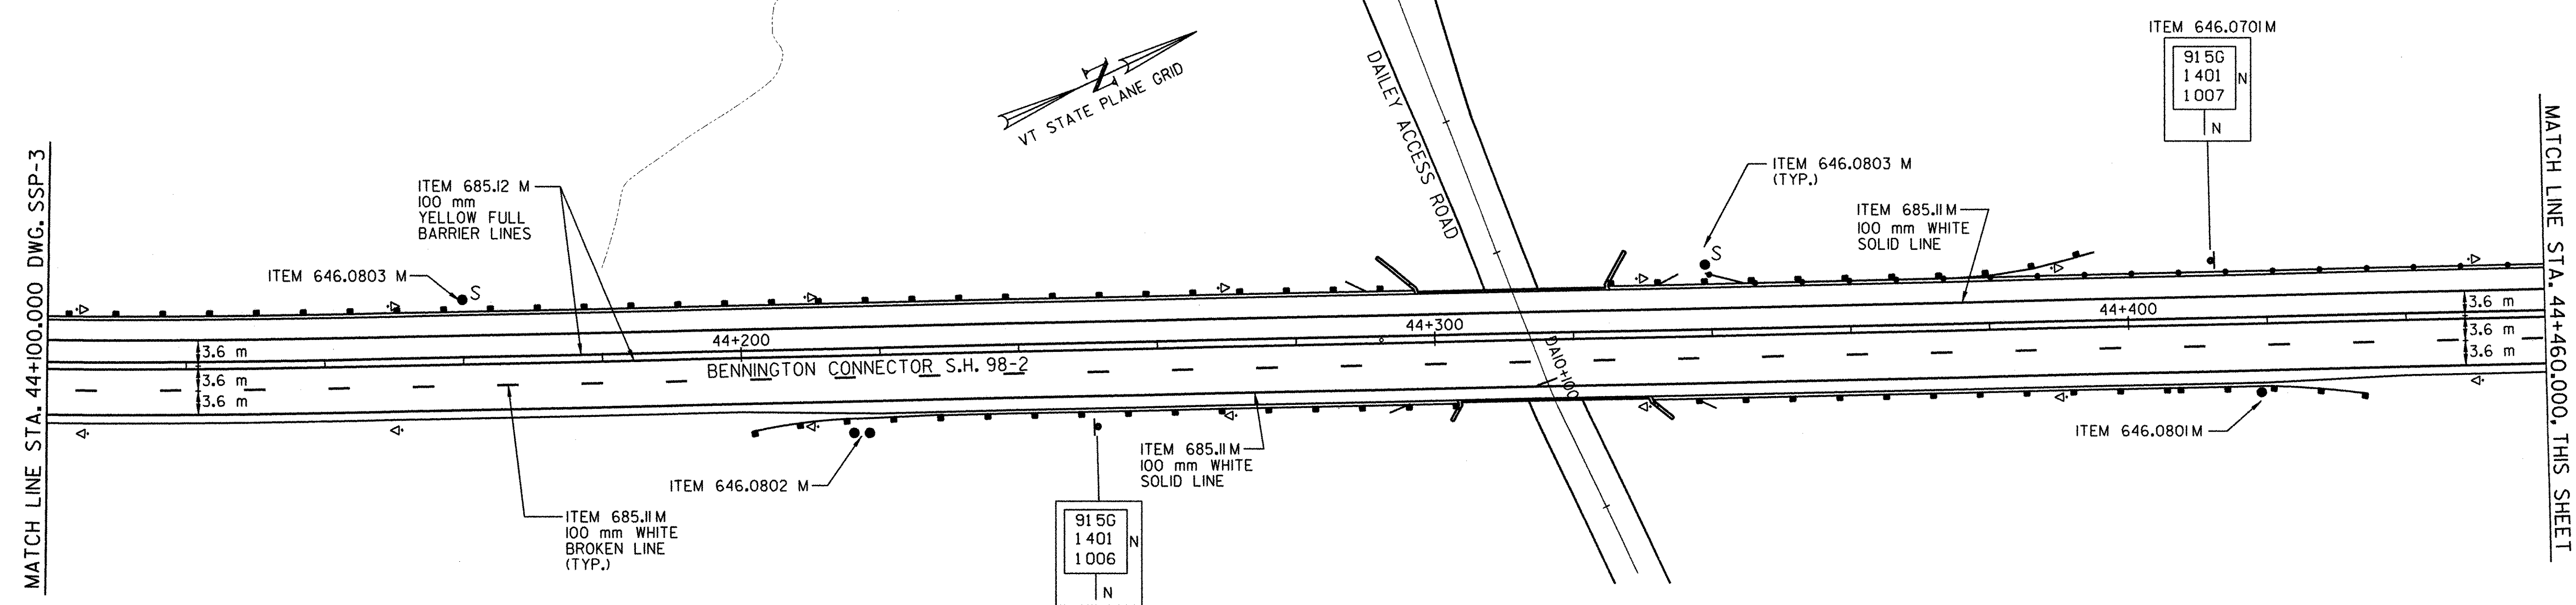 MATCH LINE STA. 44+100.000 DWG. SSP-3
ITEM 685.12 M
100 mm
YELLOW FULL
BARRIER LINES
ITEM 646.0803 M
S
N
VT STATE PLANE GRID
DAILEY ACCESS ROAD
ITEM 646.0803 M
(TYP.)
S
ITEM 685.11 M
100 mm WHITE
SOLID LINE
ITEM 646.0701 M
915G
1401
1007
N
N
MATCH LINE STA. 44+460.000, THIS SHEET
3.6 m
3.6 m
3.6 m
44+200
44+300
44+400
BENNINGTON CONNECTOR S.H. 98-2
DA10+100
3.6 m
3.6 m
3.6 m
ITEM 685.11 M
100 mm WHITE
BROKEN LINE
(TYP.)
ITEM 646.0802 M
915G
1401
1006
N
N
ITEM 685.11 M
100 mm WHITE
SOLID LINE
ITEM 646.0801 M